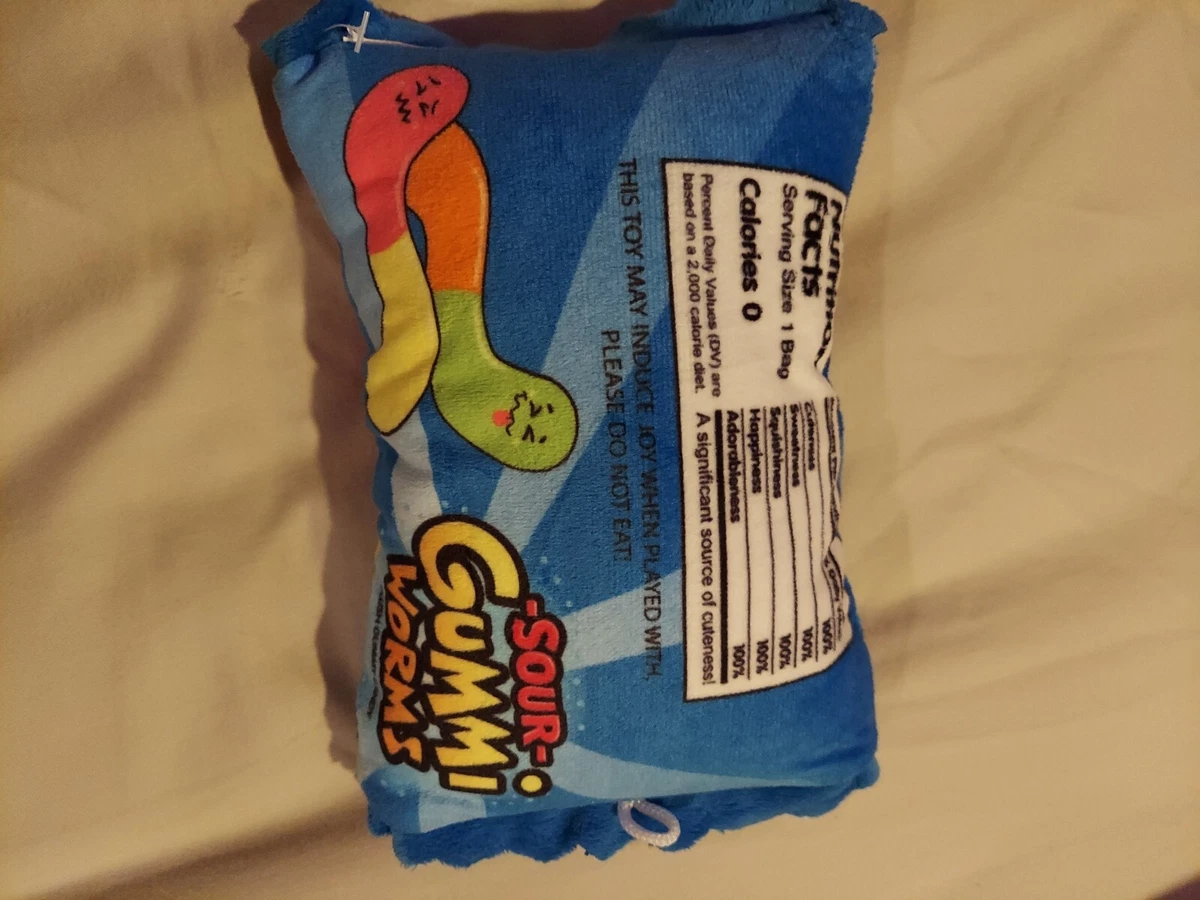 Nutrition
Facts
Serving Size 1 Bag
Calories 0
Percent Daily Values (DV) are
based on a 2,000 calorie diet.
Cuteness 100%
Sweetness 100%
Squishiness 100%
Happiness 100%
Adorableness 100%
A significant source of cuteness!
THIS TOY MAY INDUCE JOY WHEN PLAYED WITH.
PLEASE DO NOT EAT!
-SOUR-
GUMMi
WORMS